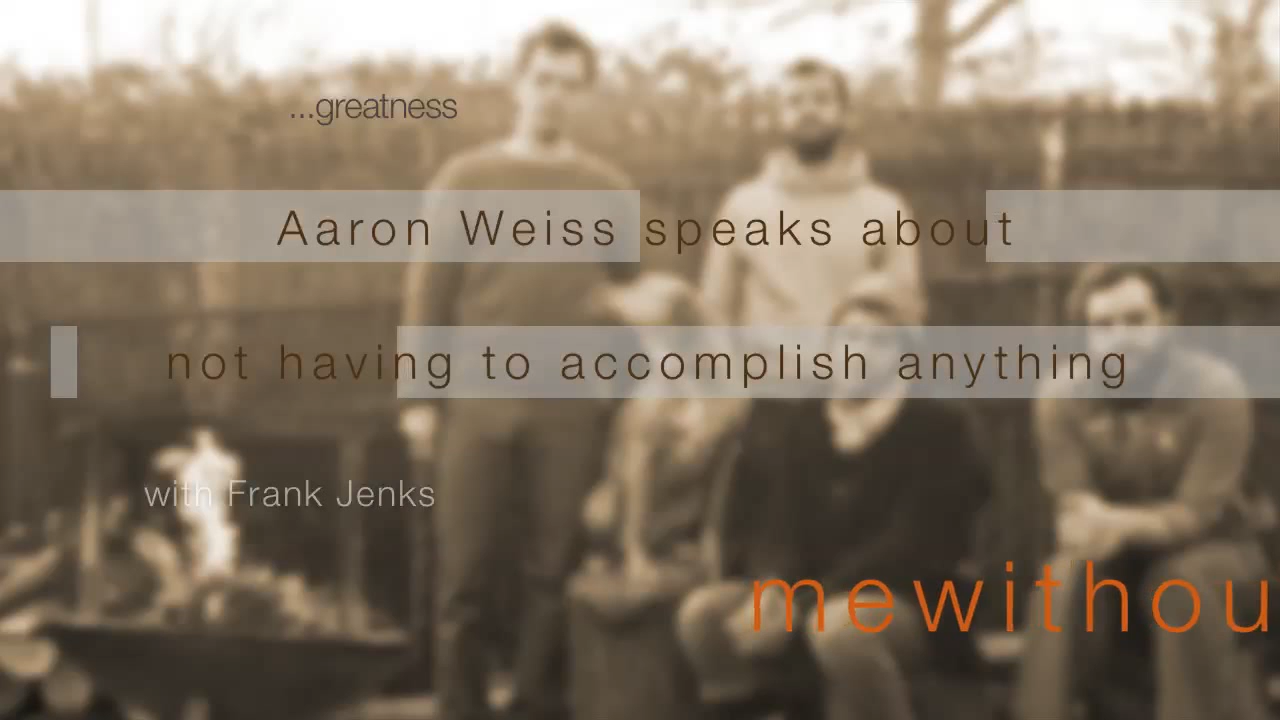 ...greatness
Aaron Weiss speaks about
not having to accomplish anything
with Frank Jenks
mewithou